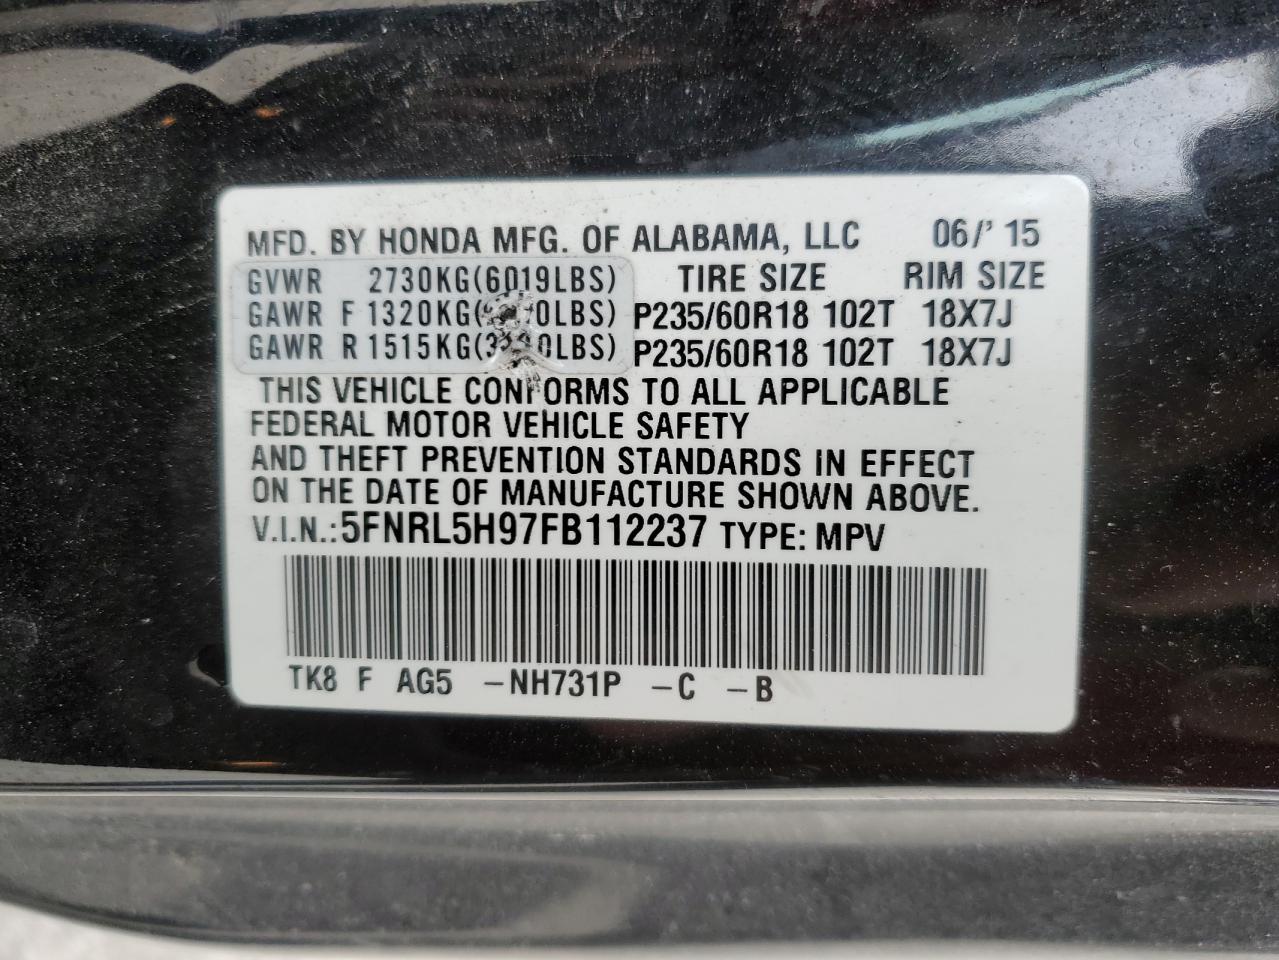 MFD. BY HONDA MFG. OF ALABAMA, LLC 06/' 15
GVWR 2730KG(6019LBS) TIRE SIZE RIM SIZE
GAWR F 1320KG( P235/60R18 102T 18X7J
GAWR R 1515KG( P235/60R18 102T 18X7J
THIS VEHICLE CONFORMS TO ALL APPLICABLE
FEDERAL MOTOR VEHICLE SAFETY
AND THEFT PREVENTION STANDARDS IN EFFECT
ON THE DATE OF MANUFACTURE SHOWN ABOVE.
V.I.N.: 5FNRL5H97FB112237 TYPE: MPV
TK8 F AG5 -NH731P -C -B